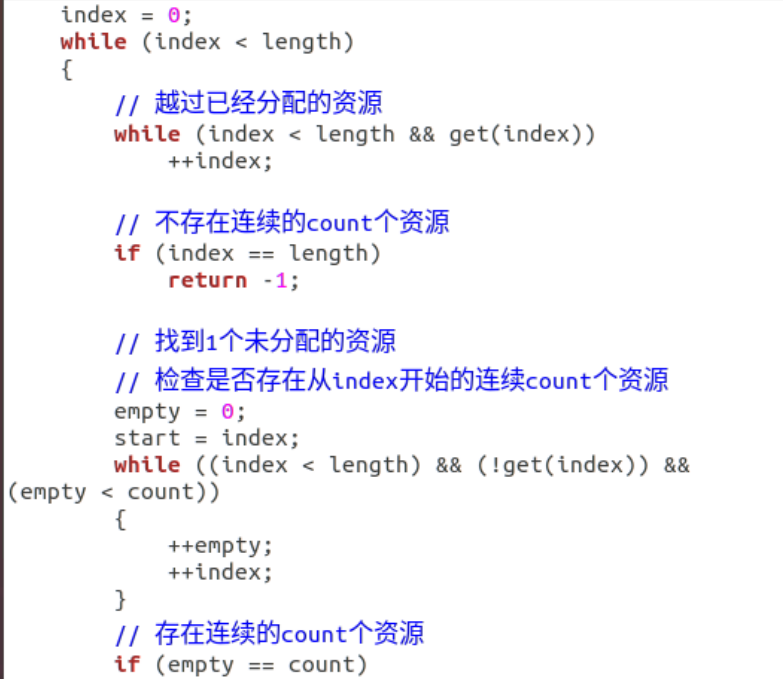 index = 0;
while (index < length)
{
// 越过已经分配的资源
while (index < length && get(index))
++index;
// 不存在连续的count个资源
if (index == length)
return -1;
// 找到1个未分配的资源
// 检查是否存在从index开始的连续count个资源
empty = 0;
start = index;
while ((index < length) && (!get(index)) &&
(empty < count))
{
++empty;
++index;
}
// 存在连续的count个资源
if (empty == count)